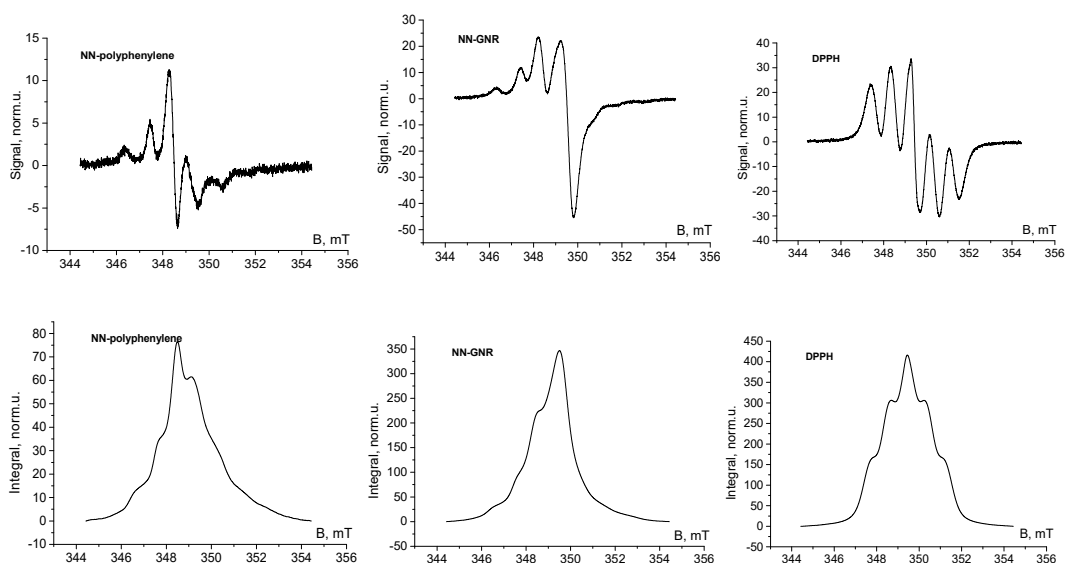 NN-polyphenylene
Signal, norm.u.
15
10
5
0
-5
-10
344 346 348 350 352 354 356
B, mT
NN-GNR
Signal, norm.u.
30
20
10
0
-10
-20
-30
-40
-50
344 346 348 350 352 354 356
B, mT
DPPH
Signal, norm.u.
40
30
20
10
0
-10
-20
-30
-40
344 346 348 350 352 354 356
B, mT
NN-polyphenylene
Integral, norm.u.
80
70
60
50
40
30
20
10
0
-10
344 346 348 350 352 354 356
B, mT
NN-GNR
Integral, norm.u.
350
300
250
200
150
100
50
0
-50
344 346 348 350 352 354 356
B, mT
DPPH
Integral, norm.u.
450
400
350
300
250
200
150
100
50
0
-50
344 346 348 350 352 354 356
B, mT